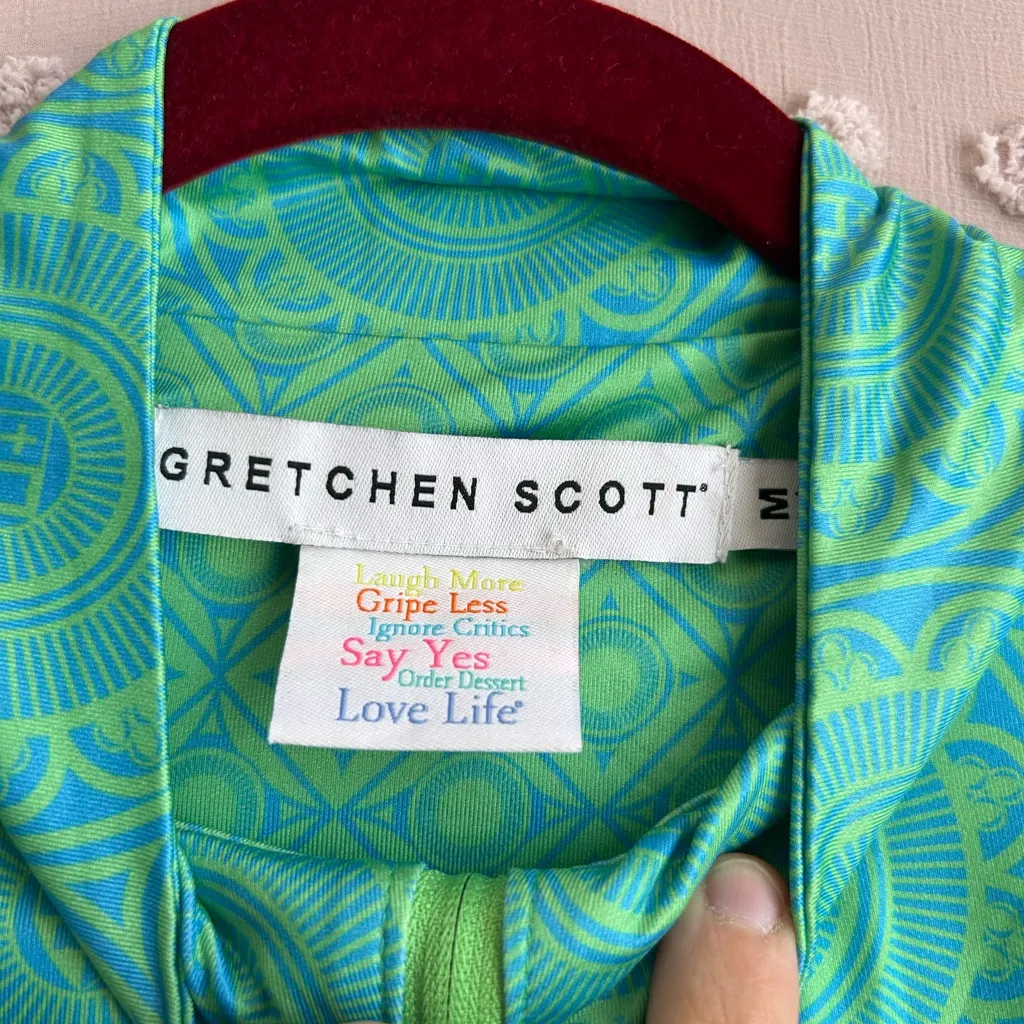 GRETCHEN SCOTT®
M
Laugh More
Gripe Less
Ignore Critics
Say Yes
Order Dessert
Love Life®